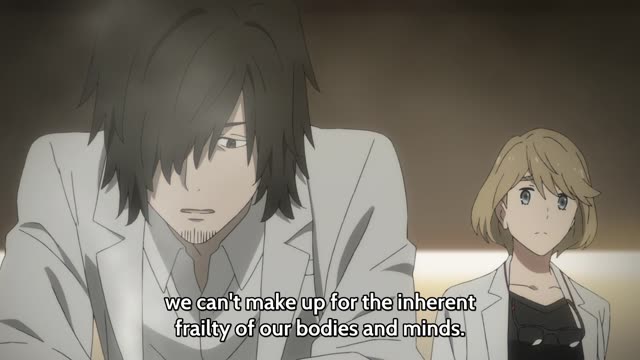 we can't make up for the inherent
frailty of our bodies and minds.